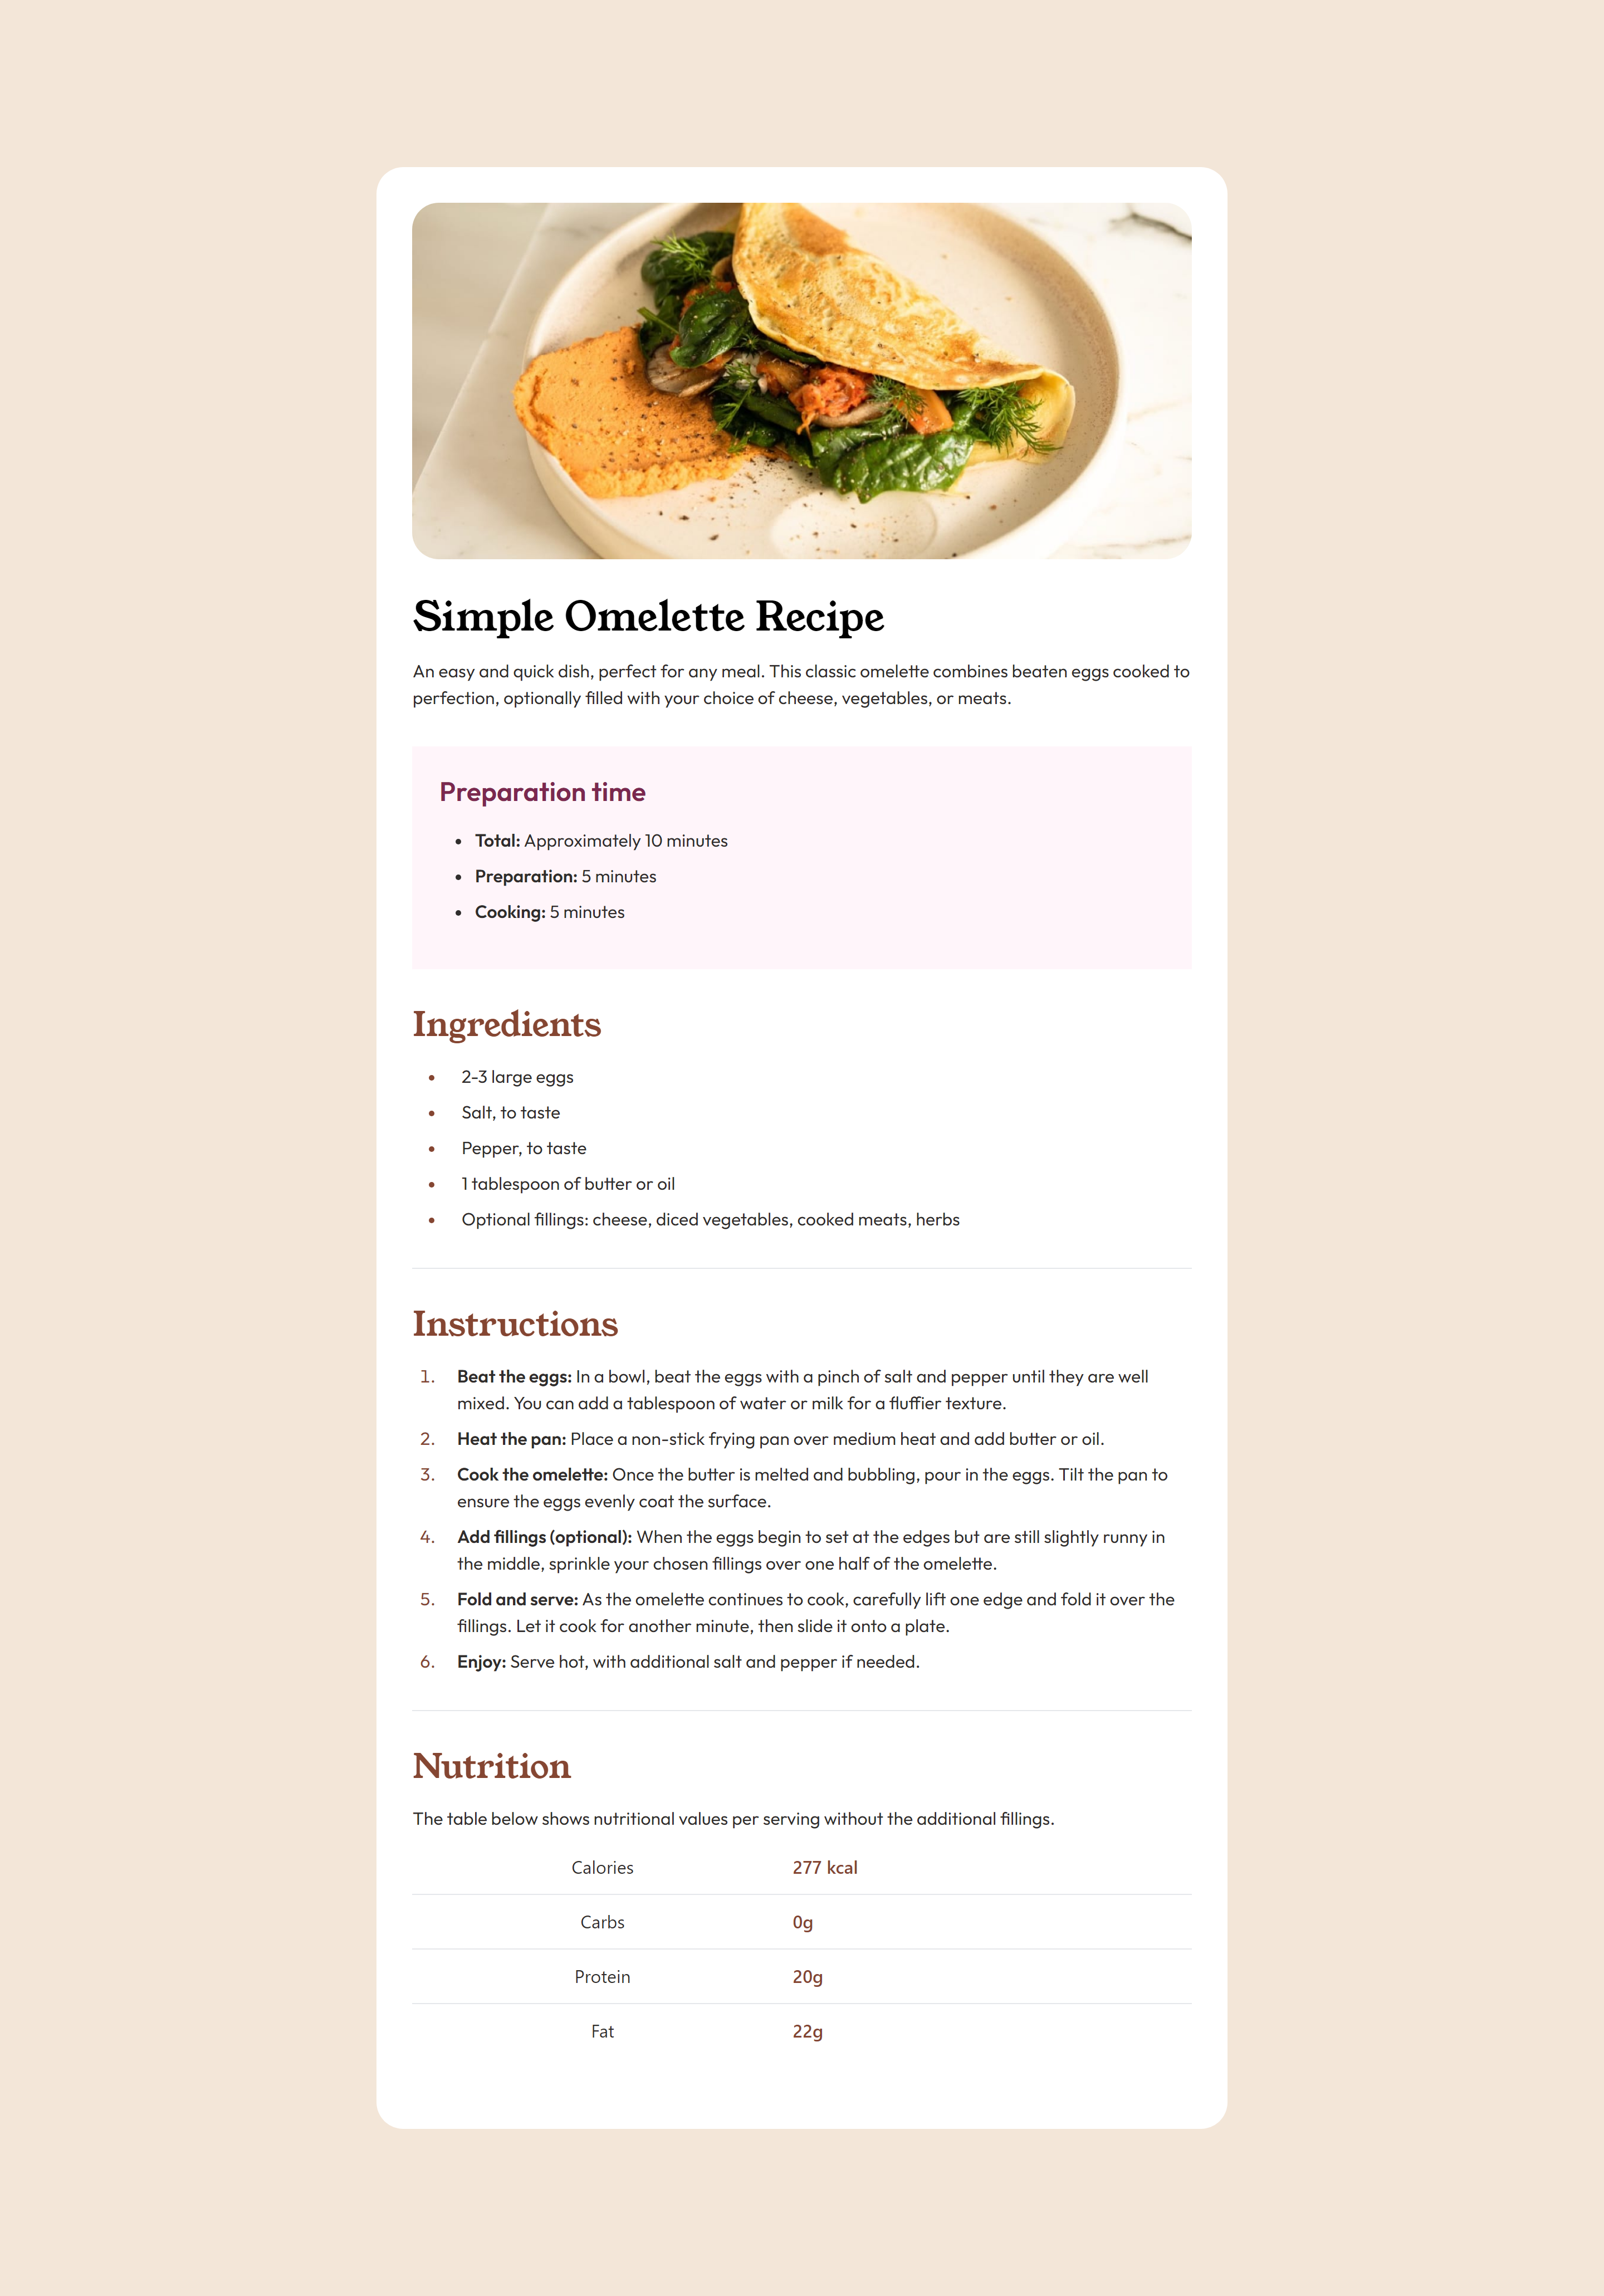 Simple Omelette Recipe
An easy and quick dish, perfect for any meal. This classic omelette combines beaten eggs cooked to
perfection, optionally filled with your choice of cheese, vegetables, or meats.
Preparation time
• Total: Approximately 10 minutes
• Preparation: 5 minutes
• Cooking: 5 minutes
Ingredients
• 2-3 large eggs
• Salt, to taste
• Pepper, to taste
• 1 tablespoon of butter or oil
• Optional fillings: cheese, diced vegetables, cooked meats, herbs
Instructions
1. Beat the eggs: In a bowl, beat the eggs with a pinch of salt and pepper until they are well
mixed. You can add a tablespoon of water or milk for a fluffier texture.
2. Heat the pan: Place a non-stick frying pan over medium heat and add butter or oil.
3. Cook the omelette: Once the butter is melted and bubbling, pour in the eggs. Tilt the pan to
ensure the eggs evenly coat the surface.
4. Add fillings (optional): When the eggs begin to set at the edges but are still slightly runny in
the middle, sprinkle your chosen fillings over one half of the omelette.
5. Fold and serve: As the omelette continues to cook, carefully lift one edge and fold it over the
fillings. Let it cook for another minute, then slide it onto a plate.
6. Enjoy: Serve hot, with additional salt and pepper if needed.
Nutrition
The table below shows nutritional values per serving without the additional fillings.
Calories 277 kcal
Carbs 0g
Protein 20g
Fat 22g